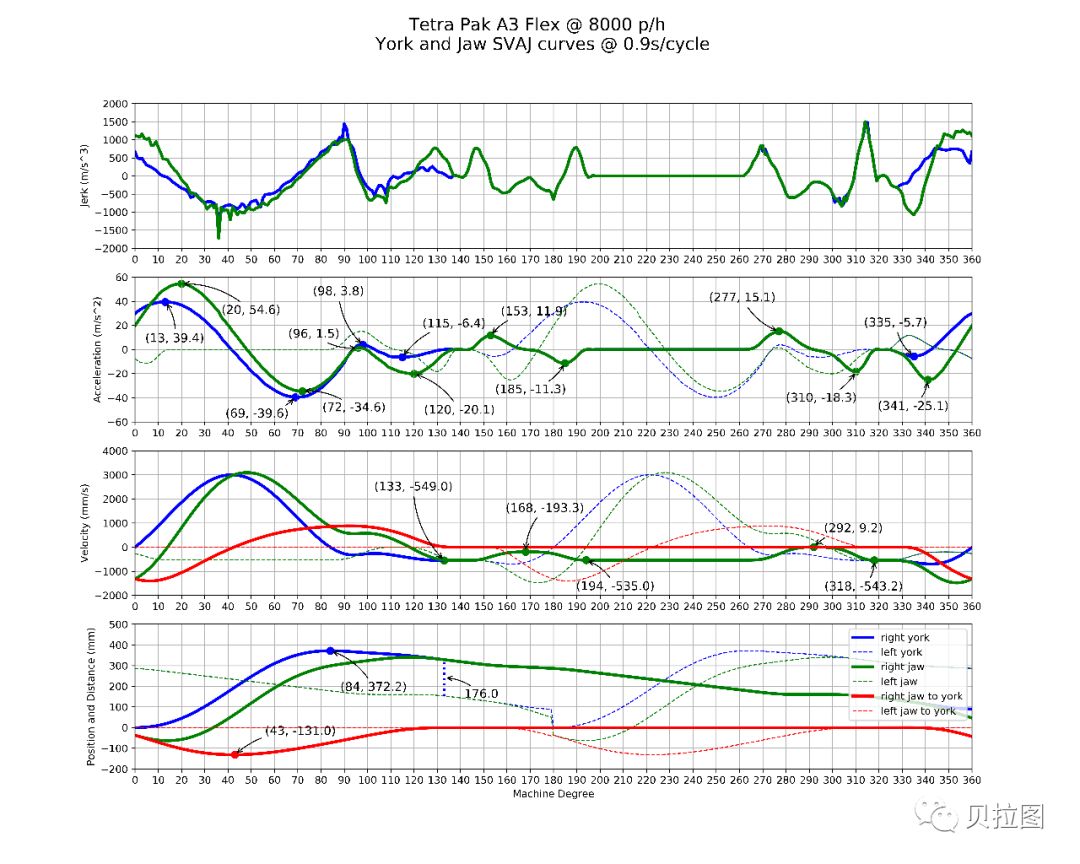 Tetra Pak A3 Flex @ 8000 p/h
York and Jaw SVAJ curves @ 0.9s/cycle
Jerk (m/s^3)
2000
1500
1000
500
0
−500
−1000
−1500
−2000
0 10 20 30 40 50 60 70 80 90 100 110 120 130 140 150 160 170 180 190 200 210 220 230 240 250 260 270 280 290 300 310 320 330 340 350 360
Acceleration (m/s^2)
60
40
20
0
−20
−40
−60
(13, 39.4)
(20, 54.6)
(69, -39.6)
(72, -34.6)
(96, 1.5)
(98, 3.8)
(115, -6.4)
(120, -20.1)
(153, 11.9)
(185, -11.3)
(277, 15.1)
(310, -18.3)
(335, -5.7)
(341, -25.1)
0 10 20 30 40 50 60 70 80 90 100 110 120 130 140 150 160 170 180 190 200 210 220 230 240 250 260 270 280 290 300 310 320 330 340 350 360
Velocity (mm/s)
4000
3000
2000
1000
0
−1000
−2000
(133, -549.0)
(168, -193.3)
(194, -535.0)
(292, 9.2)
(318, -543.2)
0 10 20 30 40 50 60 70 80 90 100 110 120 130 140 150 160 170 180 190 200 210 220 230 240 250 260 270 280 290 300 310 320 330 340 350 360
Position and Distance (mm)
500
400
300
200
100
0
−100
−200
(84, 372.2)
176.0
(43, -131.0)
right york
left york
right jaw
left jaw
right jaw to york
left jaw to york
0 10 20 30 40 50 60 70 80 90 100 110 120 130 140 150 160 170 180 190 200 210 220 230 240 250 260 270 280 290 300 310 320 330 340 350 360
Machine Degree
贝拉图